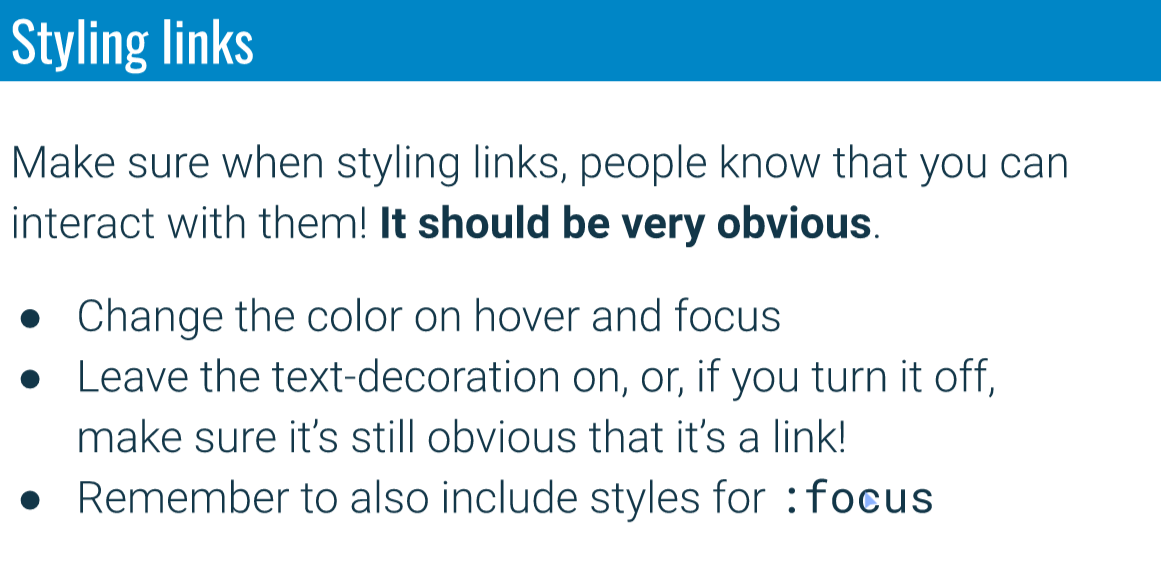 Styling links
Make sure when styling links, people know that you can
interact with them! It should be very obvious.
● Change the color on hover and focus
● Leave the text-decoration on, or, if you turn it off,
make sure it’s still obvious that it’s a link!
● Remember to also include styles for :focus